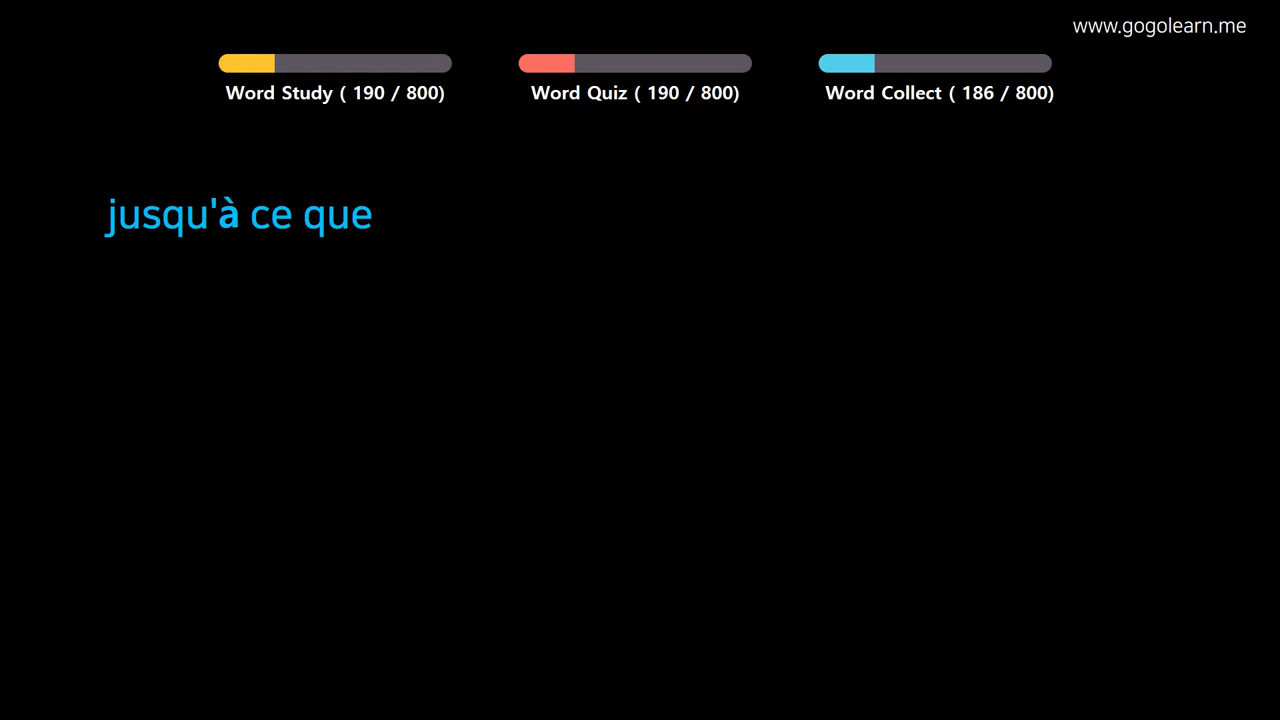 www.gogolearn.me
Word Study ( 190 / 800)
Word Quiz ( 190 / 800)
Word Collect ( 186 / 800)
jusqu'à ce que